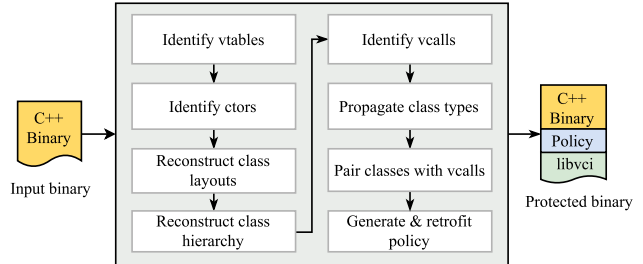 C++
Binary
Input binary
Identify vtables
Identify ctors
Reconstruct class
layouts
Reconstruct class
hierarchy
Identify vcalls
Propagate class types
Pair classes with vcalls
Generate & retrofit
policy
C++
Binary
Policy
libvci
Protected binary